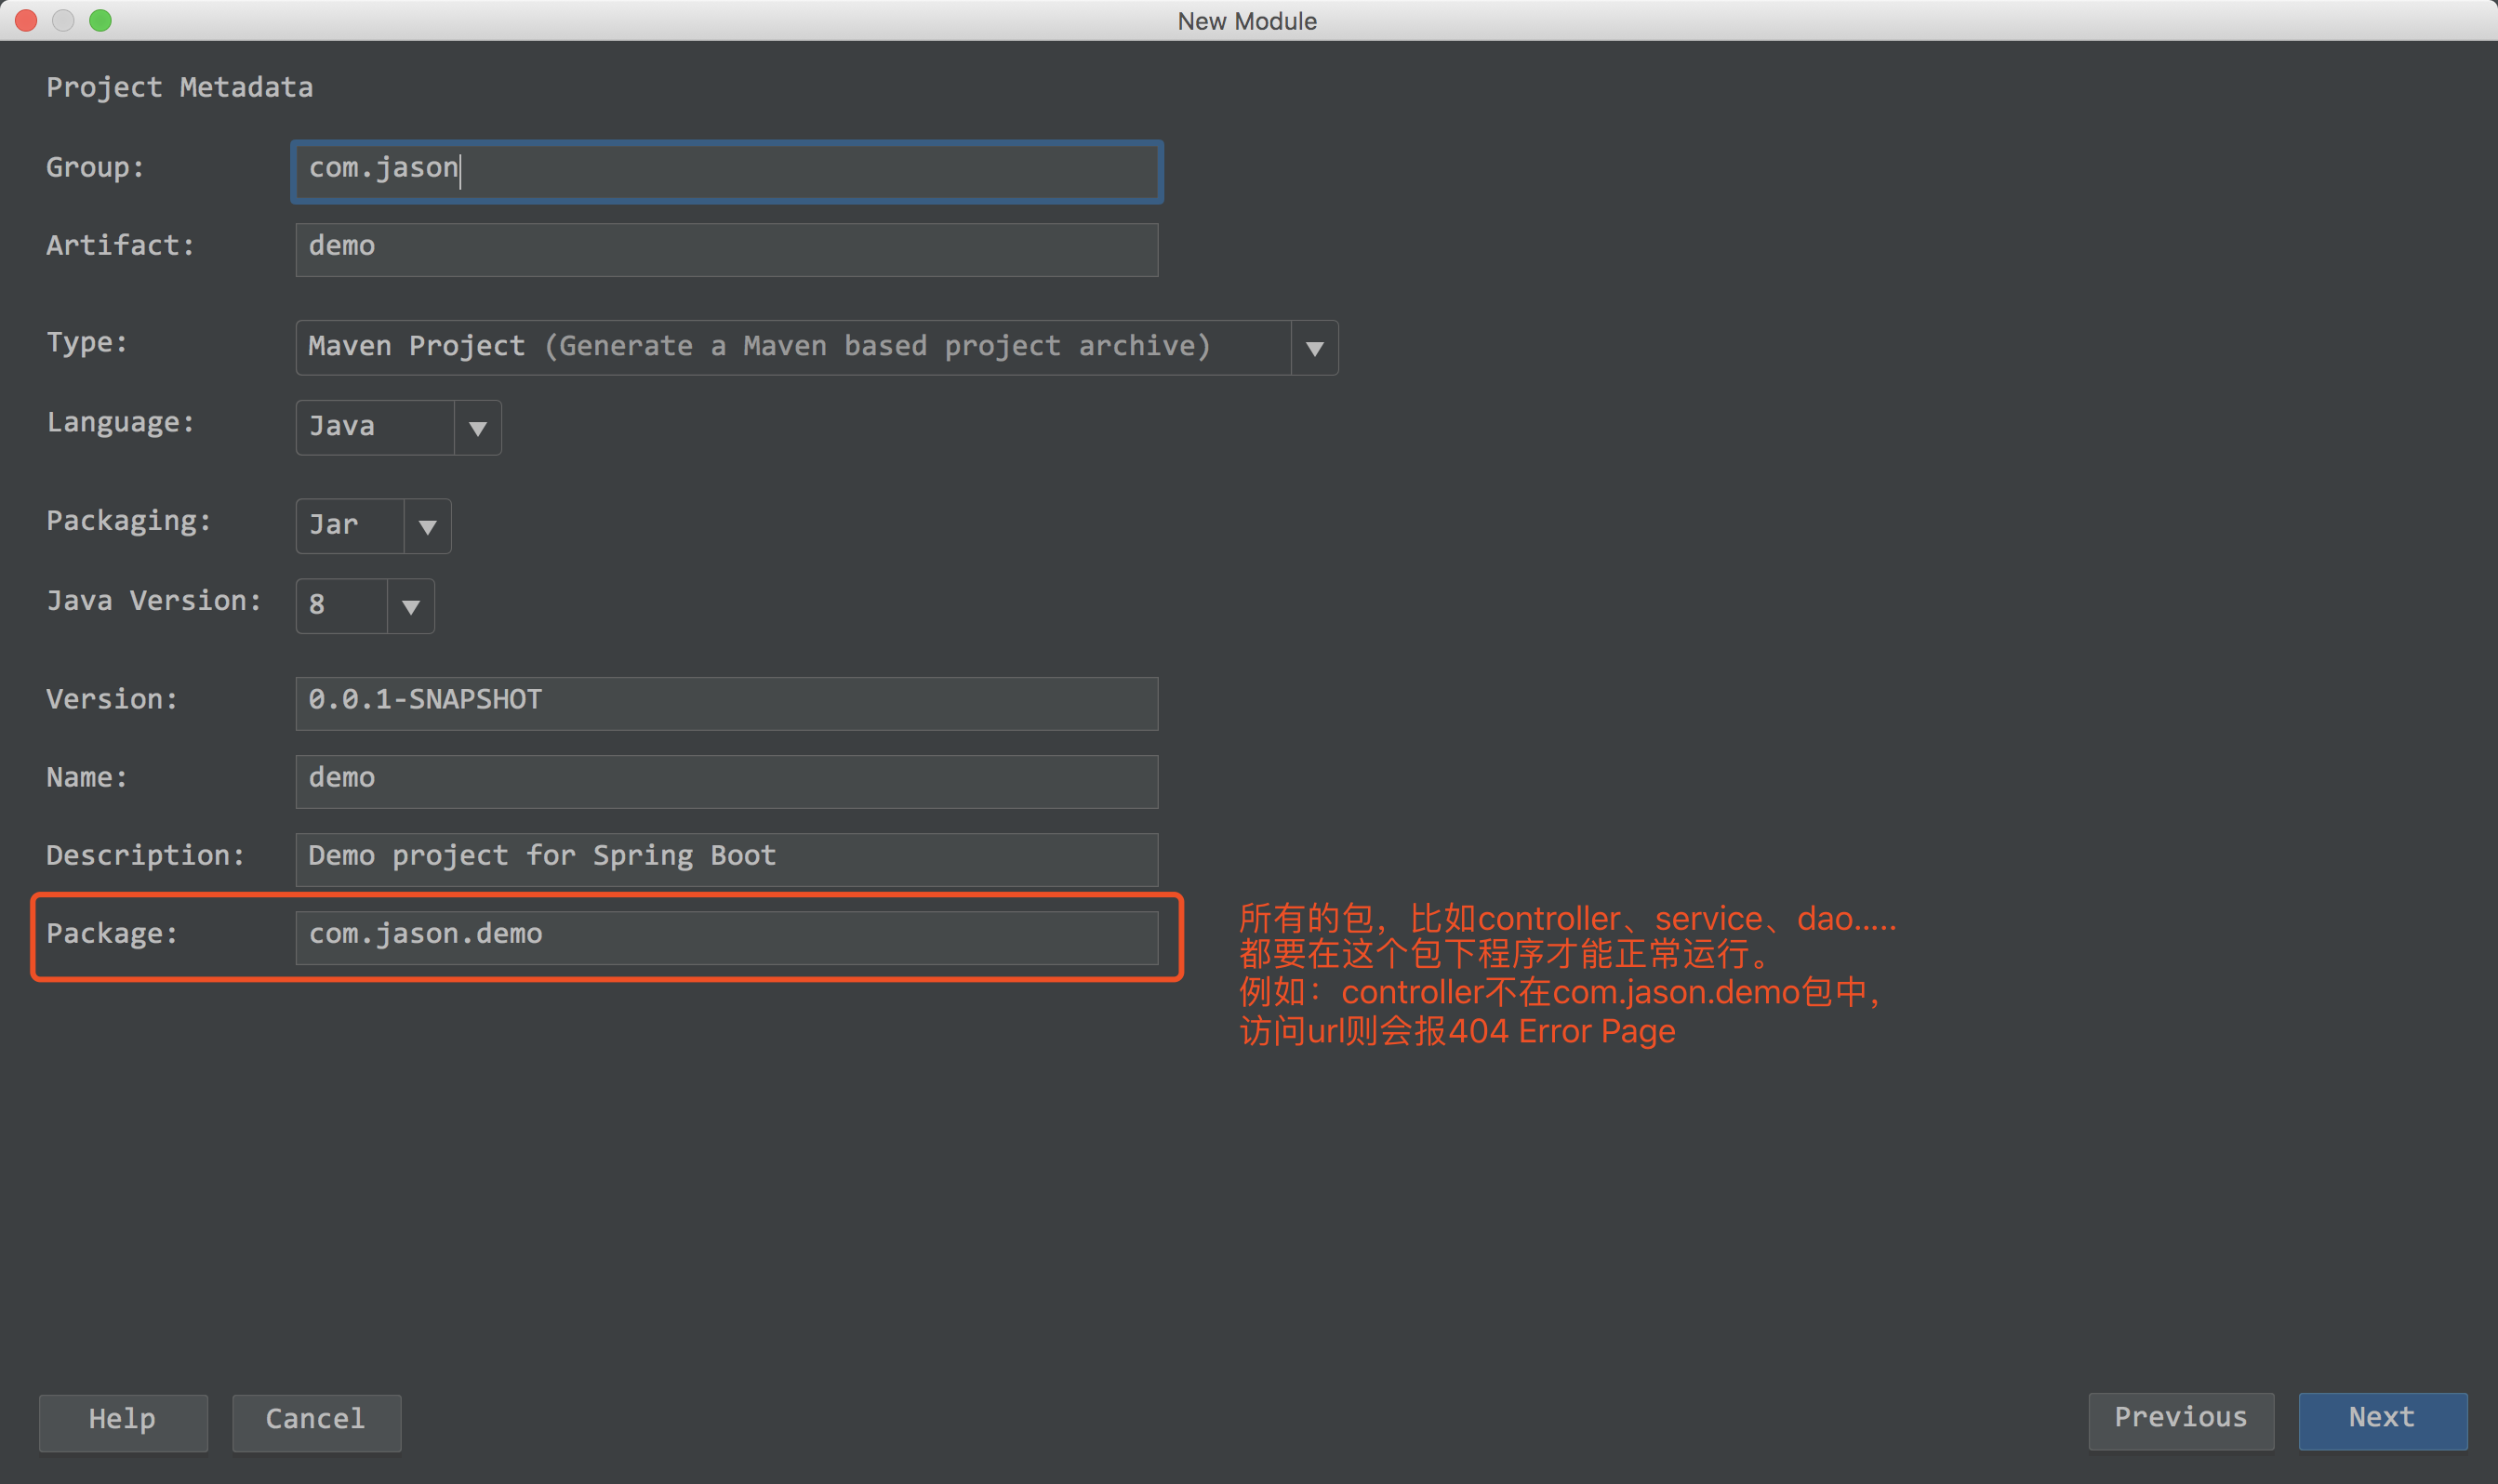 New Module
Project Metadata
Group: com.jason
Artifact: demo
Type: Maven Project (Generate a Maven based project archive)
Language: Java
Packaging: Jar
Java Version: 8
Version: 0.0.1-SNAPSHOT
Name: demo
Description: Demo project for Spring Boot
Package: com.jason.demo
所有的包，比如controller、service、dao.....
都要在这个包下程序才能正常运行。
例如：controller不在com.jason.demo包中，
访问url则会报404 Error Page
Help Cancel Previous Next